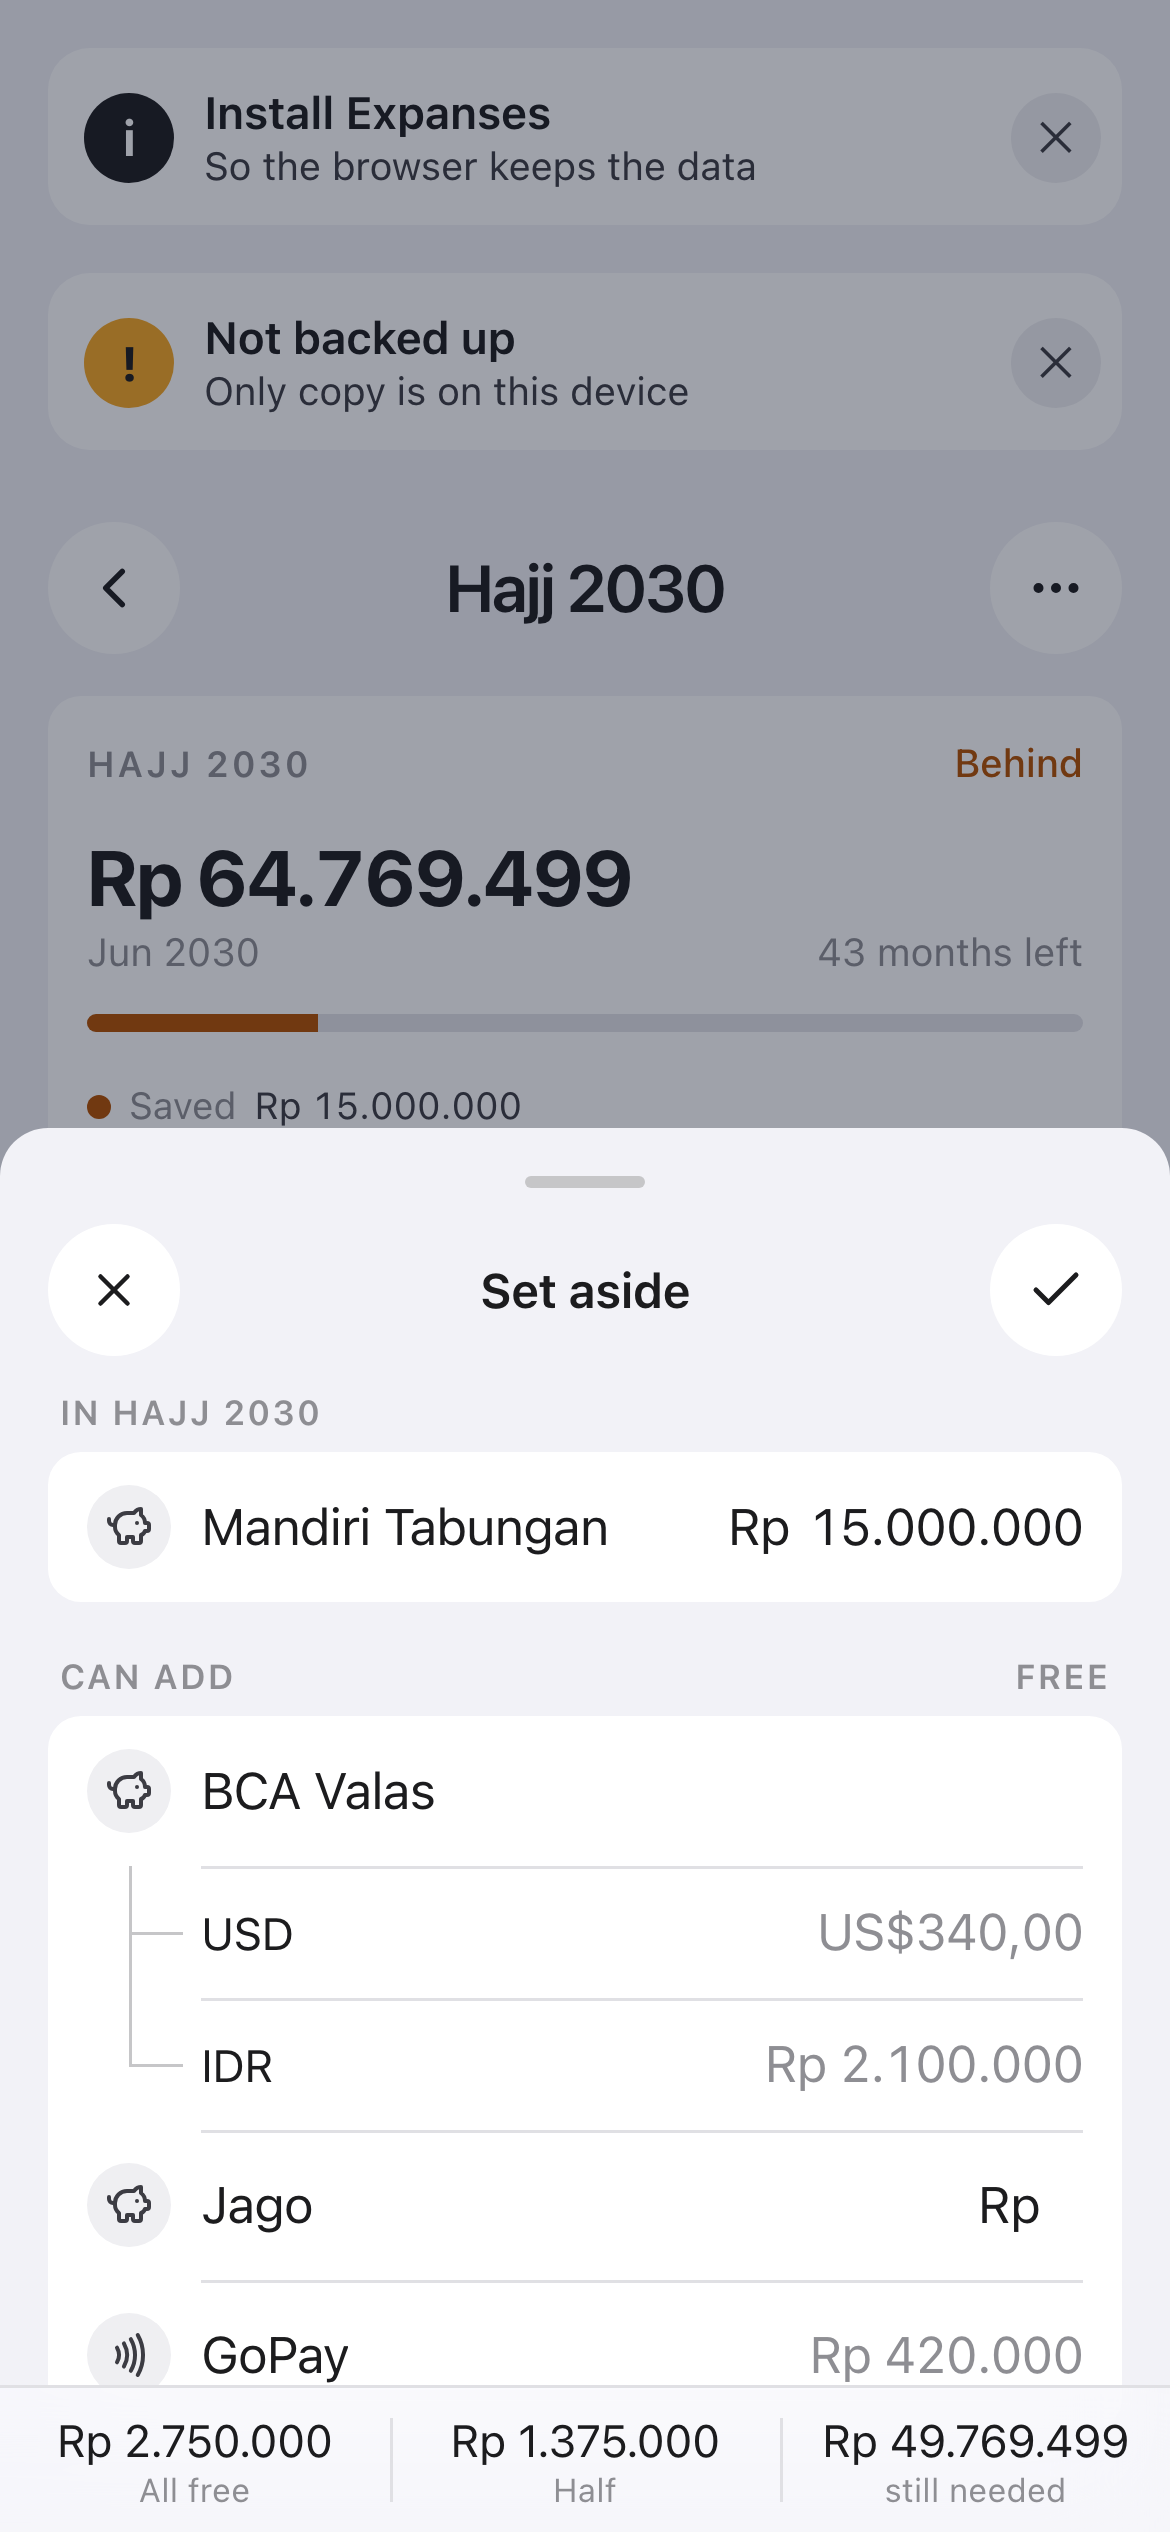 Install Expanses
So the browser keeps the data
Not backed up
Only copy is on this device
Hajj 2030
HAJJ 2030 Behind
Rp 64.769.499
Jun 2030 43 months left
Saved Rp 15.000.000
Set aside
IN HAJJ 2030
Mandiri Tabungan Rp 15.000.000
CAN ADD FREE
BCA Valas
USD US$340,00
IDR Rp 2.100.000
Jago Rp
GoPay Rp 420.000
Rp 2.750.000 Rp 1.375.000 Rp 49.769.499
All free Half still needed